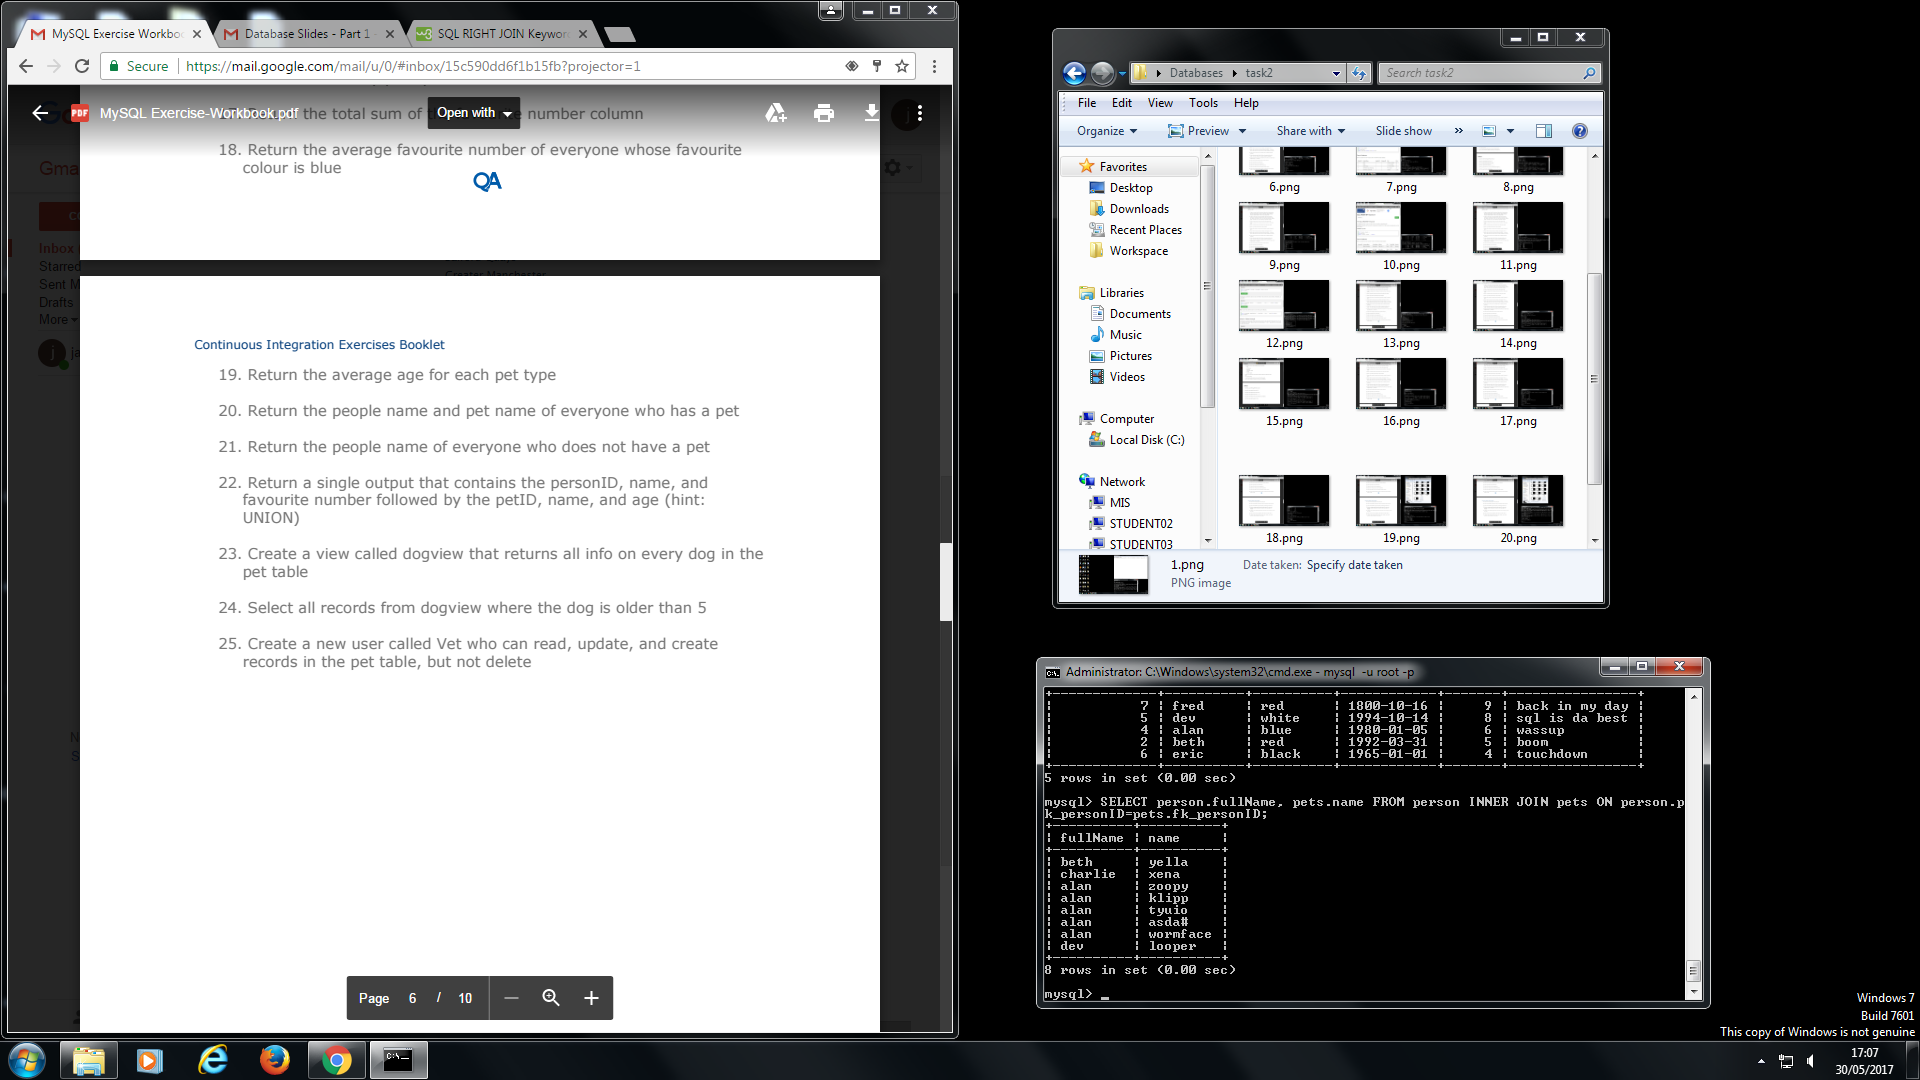 MySQL Exercise Workbo
Database Slides - Part 1
SQL RIGHT JOIN Keywor
Secure
https://mail.google.com/mail/u/0/#inbox/15c590dd6f1b15fb?projector=1
MySQL Exercise-Workbook.pdf
the total sum of
number column
Open with
18. Return the average favourite number of everyone whose favourite
colour is blue
QA
Gma
Inbox
Starred
Sent M
Drafts
More
Continuous Integration Exercises Booklet
19. Return the average age for each pet type
20. Return the people name and pet name of everyone who has a pet
21. Return the people name of everyone who does not have a pet
22. Return a single output that contains the personID, name, and
favourite number followed by the petID, name, and age (hint:
UNION)
23. Create a view called dogview that returns all info on every dog in the
pet table
24. Select all records from dogview where the dog is older than 5
25. Create a new user called Vet who can read, update, and create
records in the pet table, but not delete
Page 6 / 10
Databases task2
Search task2
File Edit View Tools Help
Organize Preview Share with Slide show »
Favorites
Desktop
Downloads
Recent Places
Workspace
Libraries
Documents
Music
Pictures
Videos
Computer
Local Disk (C:)
Network
MIS
STUDENT02
STUDENT03
6.png 7.png 8.png
9.png 10.png 11.png
12.png 13.png 14.png
15.png 16.png 17.png
18.png 19.png 20.png
1.png Date taken: Specify date taken
PNG image
Administrator: C:\Windows\system32\cmd.exe - mysql -u root -p
| 7 | fred | red | 1800-10-16 | 9 | back in my day |
| 5 | dev | white | 1994-10-14 | 8 | sql is da best |
| 4 | alan | blue | 1980-01-05 | 6 | wassup |
| 2 | beth | red | 1992-03-31 | 5 | boom |
| 6 | eric | black | 1965-01-01 | 4 | touchdown |
5 rows in set (0.00 sec)
mysql> SELECT person.fullName, pets.name FROM person INNER JOIN pets ON person.p
k_personID=pets.fk_personID;
| fullName | name |
| beth | yella |
| charlie | xena |
| alan | zoopy |
| alan | klipp |
| alan | tyuio |
| alan | asda# |
| alan | wormface |
| dev | looper |
8 rows in set (0.00 sec)
mysql> _
Windows 7
Build 7601
This copy of Windows is not genuine
17:07
30/05/2017